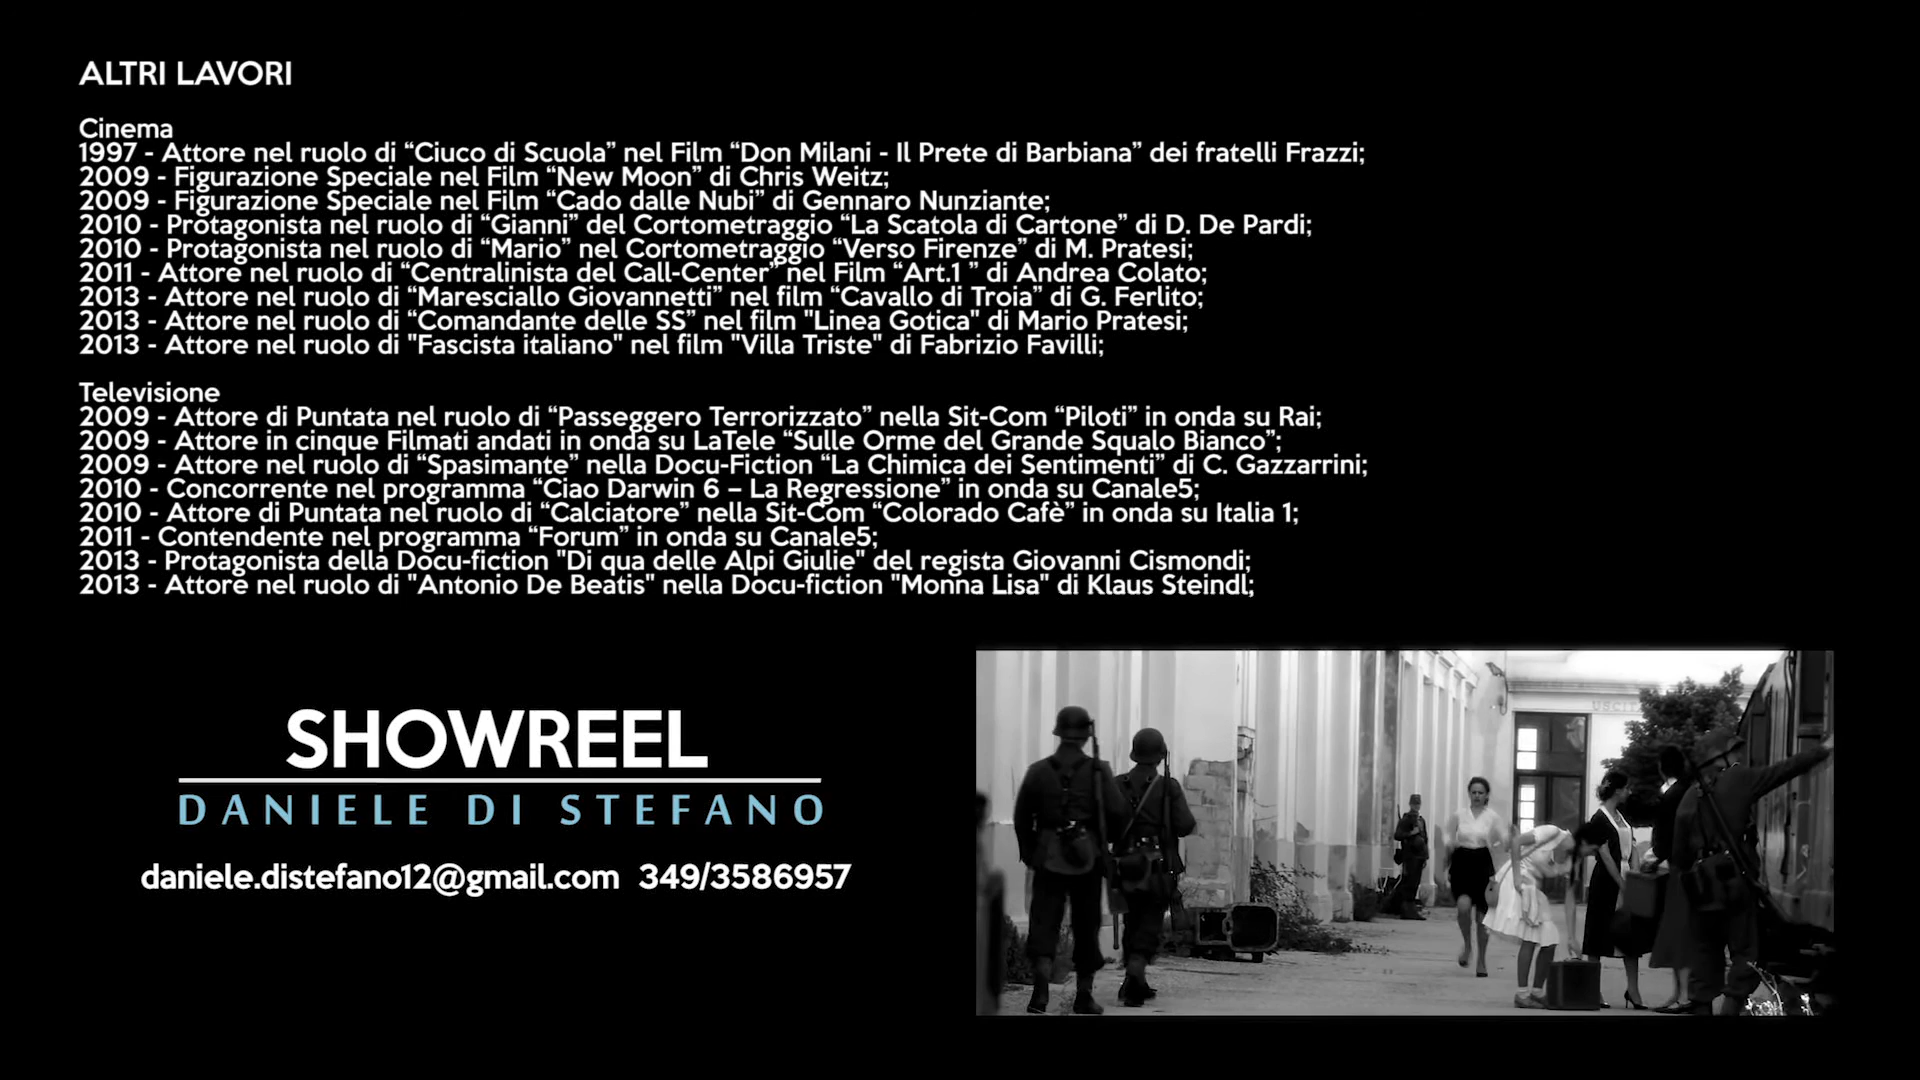 ALTRI LAVORI
Cinema
1997 - Attore nel ruolo di “Ciuco di Scuola” nel Film “Don Milani - Il Prete di Barbiana” dei fratelli Frazzi;
2009 - Figurazione Speciale nel Film “New Moon” di Chris Weitz;
2009 - Figurazione Speciale nel Film “Cado dalle Nubi” di Gennaro Nunziante;
2010 - Protagonista nel ruolo di “Gianni” del Cortometraggio “La Scatola di Cartone” di D. De Pardi;
2010 - Protagonista nel ruolo di “Mario” nel Cortometraggio “Verso Firenze” di M. Pratesi;
2011 - Attore nel ruolo di “Centralinista del Call-Center” nel Film “Art.1 ” di Andrea Colato;
2013 - Attore nel ruolo di “Maresciallo Giovannetti” nel film “Cavallo di Troia” di G. Ferlito;
2013 - Attore nel ruolo di “Comandante delle SS” nel film "Linea Gotica" di Mario Pratesi;
2013 - Attore nel ruolo di "Fascista italiano" nel film "Villa Triste" di Fabrizio Favilli;
Televisione
2009 - Attore di Puntata nel ruolo di “Passeggero Terrorizzato” nella Sit-Com “Piloti” in onda su Rai;
2009 - Attore in cinque Filmati andati in onda su LaTele “Sulle Orme del Grande Squalo Bianco”;
2009 - Attore nel ruolo di “Spasimante” nella Docu-Fiction “La Chimica dei Sentimenti” di C. Gazzarrini;
2010 - Concorrente nel programma “Ciao Darwin 6 – La Regressione” in onda su Canale5;
2010 - Attore di Puntata nel ruolo di “Calciatore” nella Sit-Com “Colorado Cafè” in onda su Italia 1;
2011 - Contendente nel programma “Forum” in onda su Canale5;
2013 - Protagonista della Docu-fiction "Di qua delle Alpi Giulie" del regista Giovanni Cismondi;
2013 - Attore nel ruolo di "Antonio De Beatis" nella Docu-fiction "Monna Lisa" di Klaus Steindl;
SHOWREEL
DANIELE DI STEFANO
daniele.distefano12@gmail.com 349/3586957